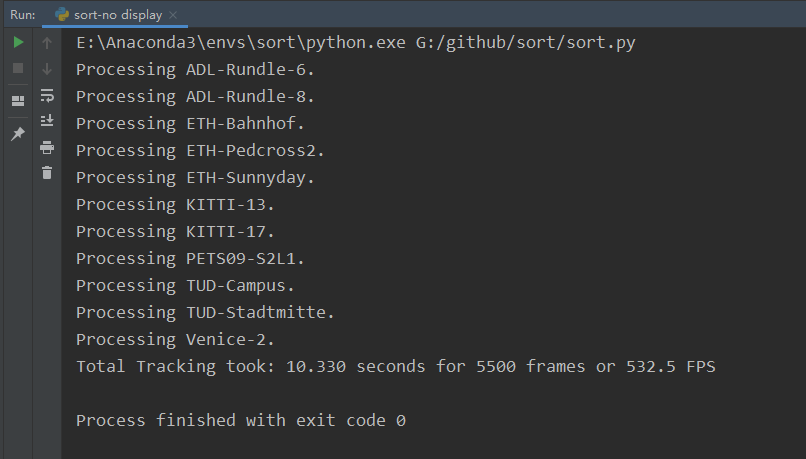 Run: sort-no display
E:\Anaconda3\envs\sort\python.exe G:/github/sort/sort.py
Processing ADL-Rundle-6.
Processing ADL-Rundle-8.
Processing ETH-Bahnhof.
Processing ETH-Pedcross2.
Processing ETH-Sunnyday.
Processing KITTI-13.
Processing KITTI-17.
Processing PETS09-S2L1.
Processing TUD-Campus.
Processing TUD-Stadtmitte.
Processing Venice-2.
Total Tracking took: 10.330 seconds for 5500 frames or 532.5 FPS
Process finished with exit code 0